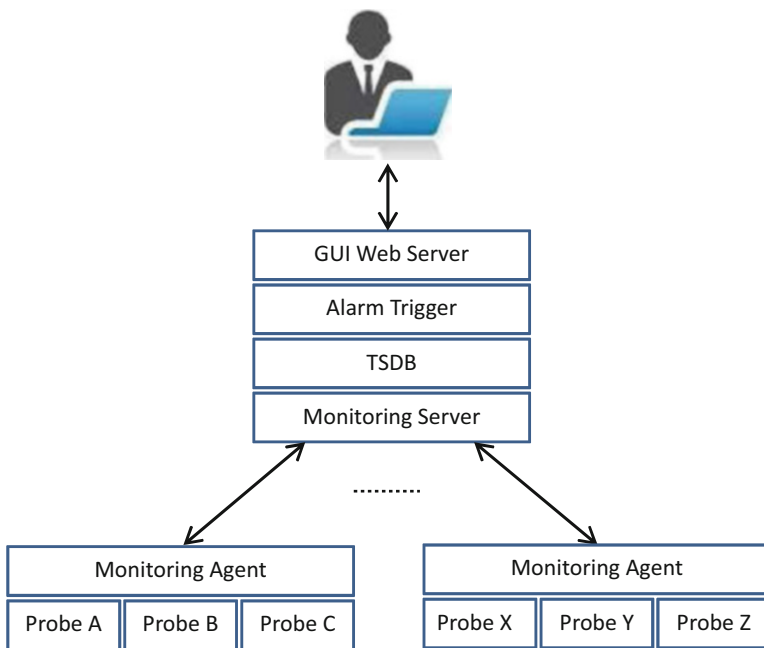 GUI Web Server
Alarm Trigger
TSDB
Monitoring Server
..........
Monitoring Agent
Monitoring Agent
Probe A
Probe B
Probe C
Probe X
Probe Y
Probe Z